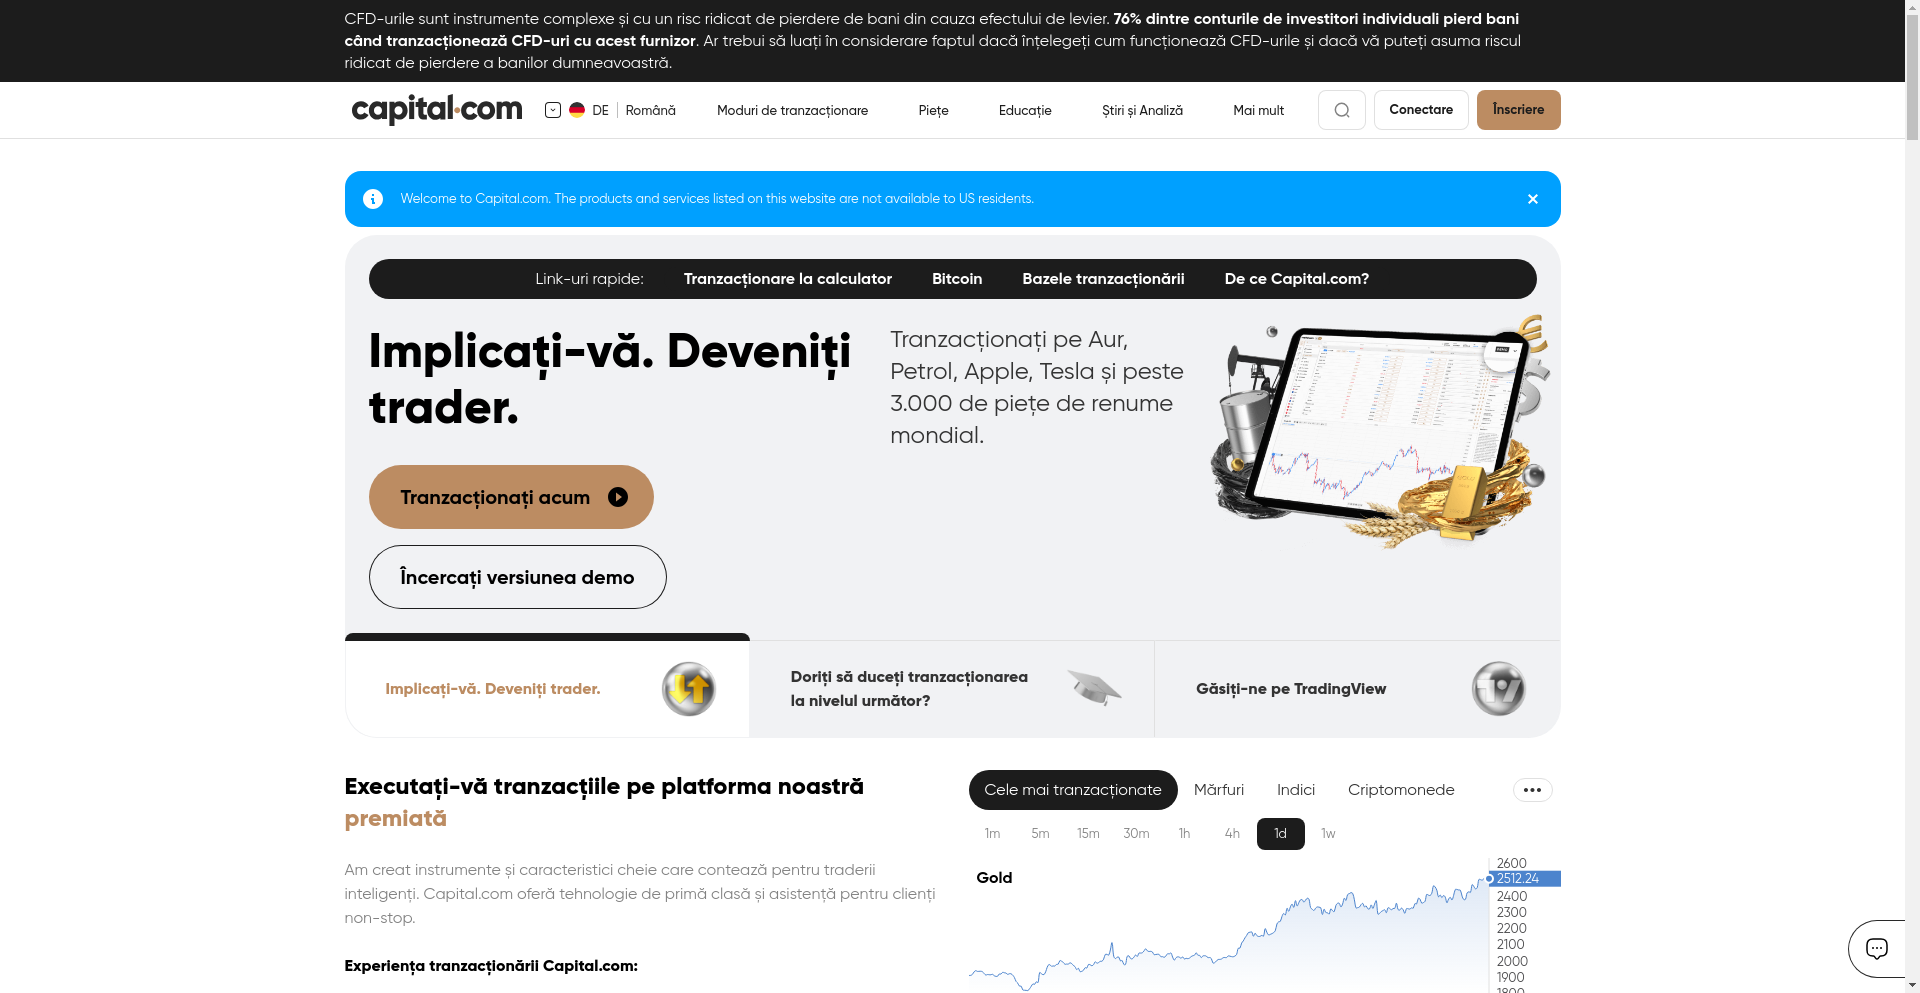 CFD-urile sunt instrumente complexe și cu un risc ridicat de pierdere de bani din cauza efectului de levier. 76% dintre conturile de investitori individuali pierd bani
când tranzacționează CFD-uri cu acest furnizor. Ar trebui să luați în considerare faptul dacă înțelegeți cum funcționează CFD-urile și dacă vă puteți asuma riscul
ridicat de pierdere a banilor dumneavoastră.
capital.com
DE
Română
Moduri de tranzacționare
Piețe
Educație
Știri și Analiză
Mai mult
Conectare
Înscriere
Welcome to Capital.com. The products and services listed on this website are not available to US residents.
Link-uri rapide:
Tranzacționare la calculator
Bitcoin
Bazele tranzacționării
De ce Capital.com?
Implicați-vă. Deveniți
trader.
Tranzacționați pe Aur,
Petrol, Apple, Tesla și peste
3.000 de piețe de renume
mondial.
Tranzacționați acum
Încercați versiunea demo
Implicați-vă. Deveniți trader.
Doriți să duceți tranzacționarea
la nivelul următor?
Găsiți-ne pe TradingView
Executați-vă tranzacțiile pe platforma noastră
premiată
Am creat instrumente și caracteristici cheie care contează pentru traderii
inteligenți. Capital.com oferă tehnologie de primă clasă și asistență pentru clienți
non-stop.
Experiența tranzacționării Capital.com:
Cele mai tranzacționate
Mărfuri
Indici
Criptomonede
1m
5m
15m
30m
1h
4h
1d
1w
Gold
2600
2512.24
2400
2300
2200
2100
2000
1900
1800